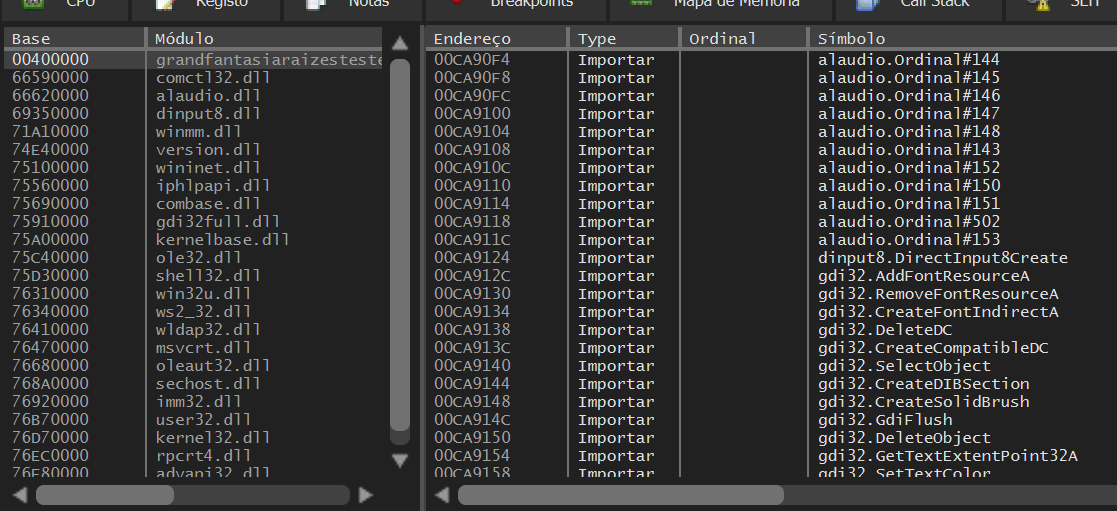 CPU Registo Notas Breakpoints Mapa de Memória Call Stack SEH
Base Módulo Endereço Type Ordinal Símbolo
00400000 grandfantasiaraizesteste 00CA90F4 Importar alaudio.Ordinal#144
66590000 comctl32.dll 00CA90F8 Importar alaudio.Ordinal#145
66620000 alaudio.dll 00CA90FC Importar alaudio.Ordinal#146
69350000 dinput8.dll 00CA9100 Importar alaudio.Ordinal#147
71A10000 winmm.dll 00CA9104 Importar alaudio.Ordinal#148
74E40000 version.dll 00CA9108 Importar alaudio.Ordinal#143
75100000 wininet.dll 00CA910C Importar alaudio.Ordinal#152
75560000 iphlpapi.dll 00CA9110 Importar alaudio.Ordinal#150
75690000 combase.dll 00CA9114 Importar alaudio.Ordinal#151
75910000 gdi32full.dll 00CA9118 Importar alaudio.Ordinal#502
75A00000 kernelbase.dll 00CA911C Importar alaudio.Ordinal#153
75C40000 ole32.dll 00CA9124 Importar dinput8.DirectInput8Create
75D30000 shell32.dll 00CA912C Importar gdi32.AddFontResourceA
76310000 win32u.dll 00CA9130 Importar gdi32.RemoveFontResourceA
76340000 ws2_32.dll 00CA9134 Importar gdi32.CreateFontIndirectA
76410000 wldap32.dll 00CA9138 Importar gdi32.DeleteDC
76470000 msvcrt.dll 00CA913C Importar gdi32.CreateCompatibleDC
76680000 oleaut32.dll 00CA9140 Importar gdi32.SelectObject
768A0000 sechost.dll 00CA9144 Importar gdi32.CreateDIBSection
76920000 imm32.dll 00CA9148 Importar gdi32.CreateSolidBrush
76B70000 user32.dll 00CA914C Importar gdi32.GdiFlush
76D70000 kernel32.dll 00CA9150 Importar gdi32.DeleteObject
76EC0000 rpcrt4.dll 00CA9154 Importar gdi32.GetTextExtentPoint32A
76F80000 advapi32.dll 00CA9158 Importar gdi32.SetTextColor